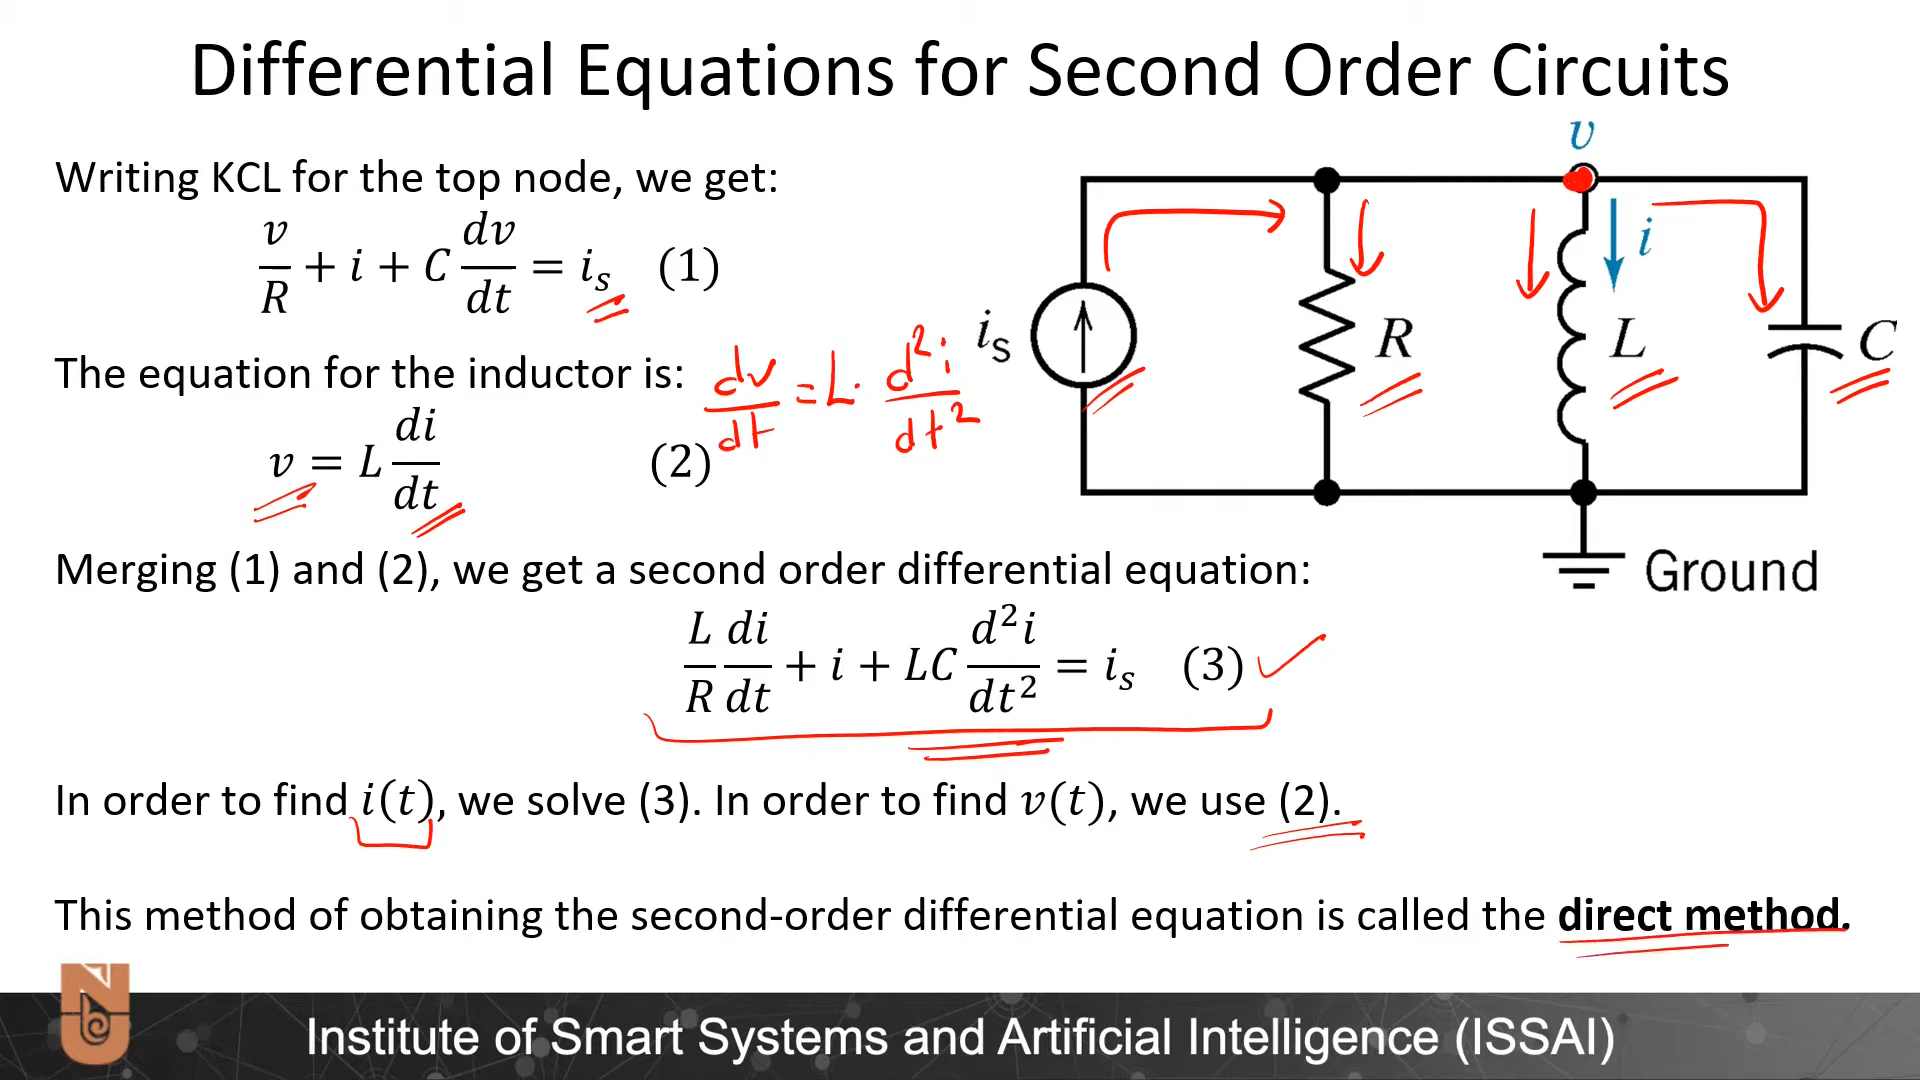 Differential Equations for Second Order Circuits
Writing KCL for the top node, we get:
v/R + i + C dv/dt = i_s (1)
The equation for the inductor is:
dv/dt = L · d²i/dt²
v = L di/dt (2)
Merging (1) and (2), we get a second order differential equation:
L/R di/dt + i + LC d²i/dt² = i_s (3)
In order to find i(t), we solve (3). In order to find v(t), we use (2).
This method of obtaining the second-order differential equation is called the direct method.
v
i
i_s
R
L
C
Ground
Institute of Smart Systems and Artificial Intelligence (ISSAI)